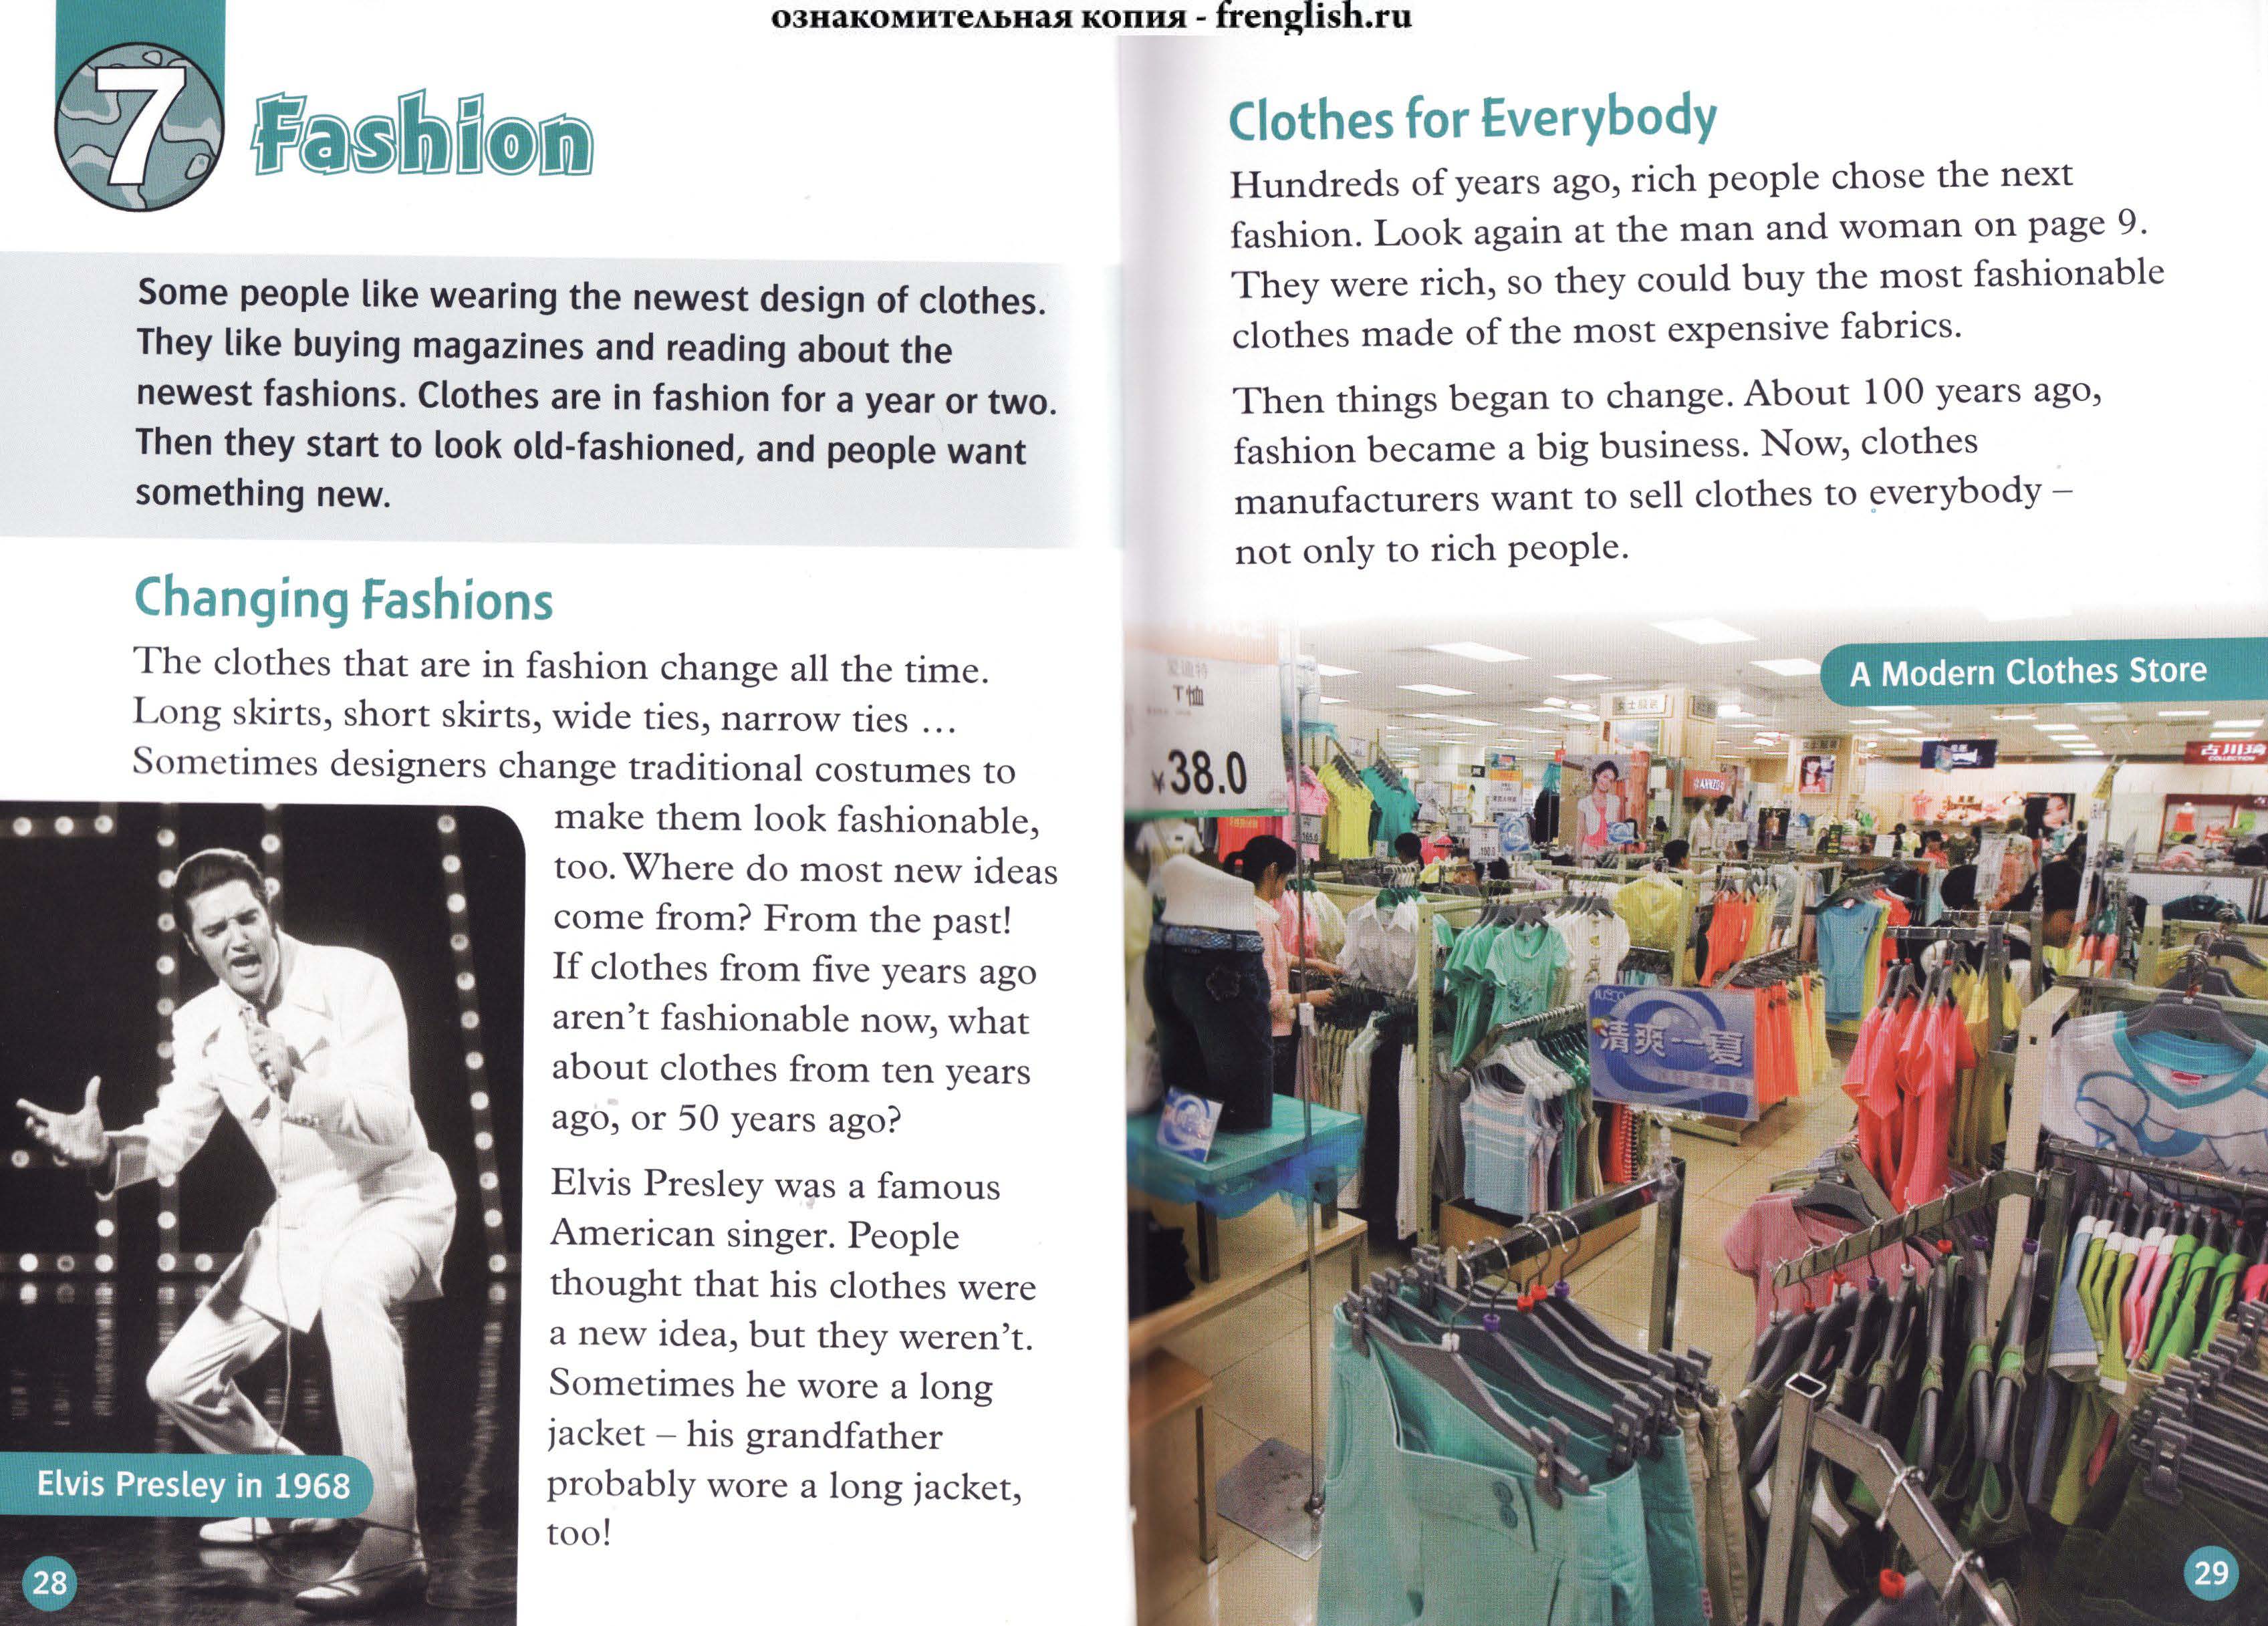 ознакомительная копия - frenglish.ru
7
Fashion
Some people like wearing the newest design of clothes.
They like buying magazines and reading about the
newest fashions. Clothes are in fashion for a year or two.
Then they start to look old-fashioned, and people want
something new.
Changing Fashions
The clothes that are in fashion change all the time.
Long skirts, short skirts, wide ties, narrow ties ...
Sometimes designers change traditional costumes to
make them look fashionable,
too. Where do most new ideas
come from? From the past!
If clothes from five years ago
aren't fashionable now, what
about clothes from ten years
ago, or 50 years ago?
Elvis Presley was a famous
American singer. People
thought that his clothes were
a new idea, but they weren't.
Sometimes he wore a long
jacket – his grandfather
probably wore a long jacket,
too!
Elvis Presley in 1968
28
Clothes for Everybody
Hundreds of years ago, rich people chose the next
fashion. Look again at the man and woman on page 9.
They were rich, so they could buy the most fashionable
clothes made of the most expensive fabrics.
Then things began to change. About 100 years ago,
fashion became a big business. Now, clothes
manufacturers want to sell clothes to everybody –
not only to rich people.
A Modern Clothes Store
T恤
¥38.0
古川琦
COLLECTION
清爽一夏
29